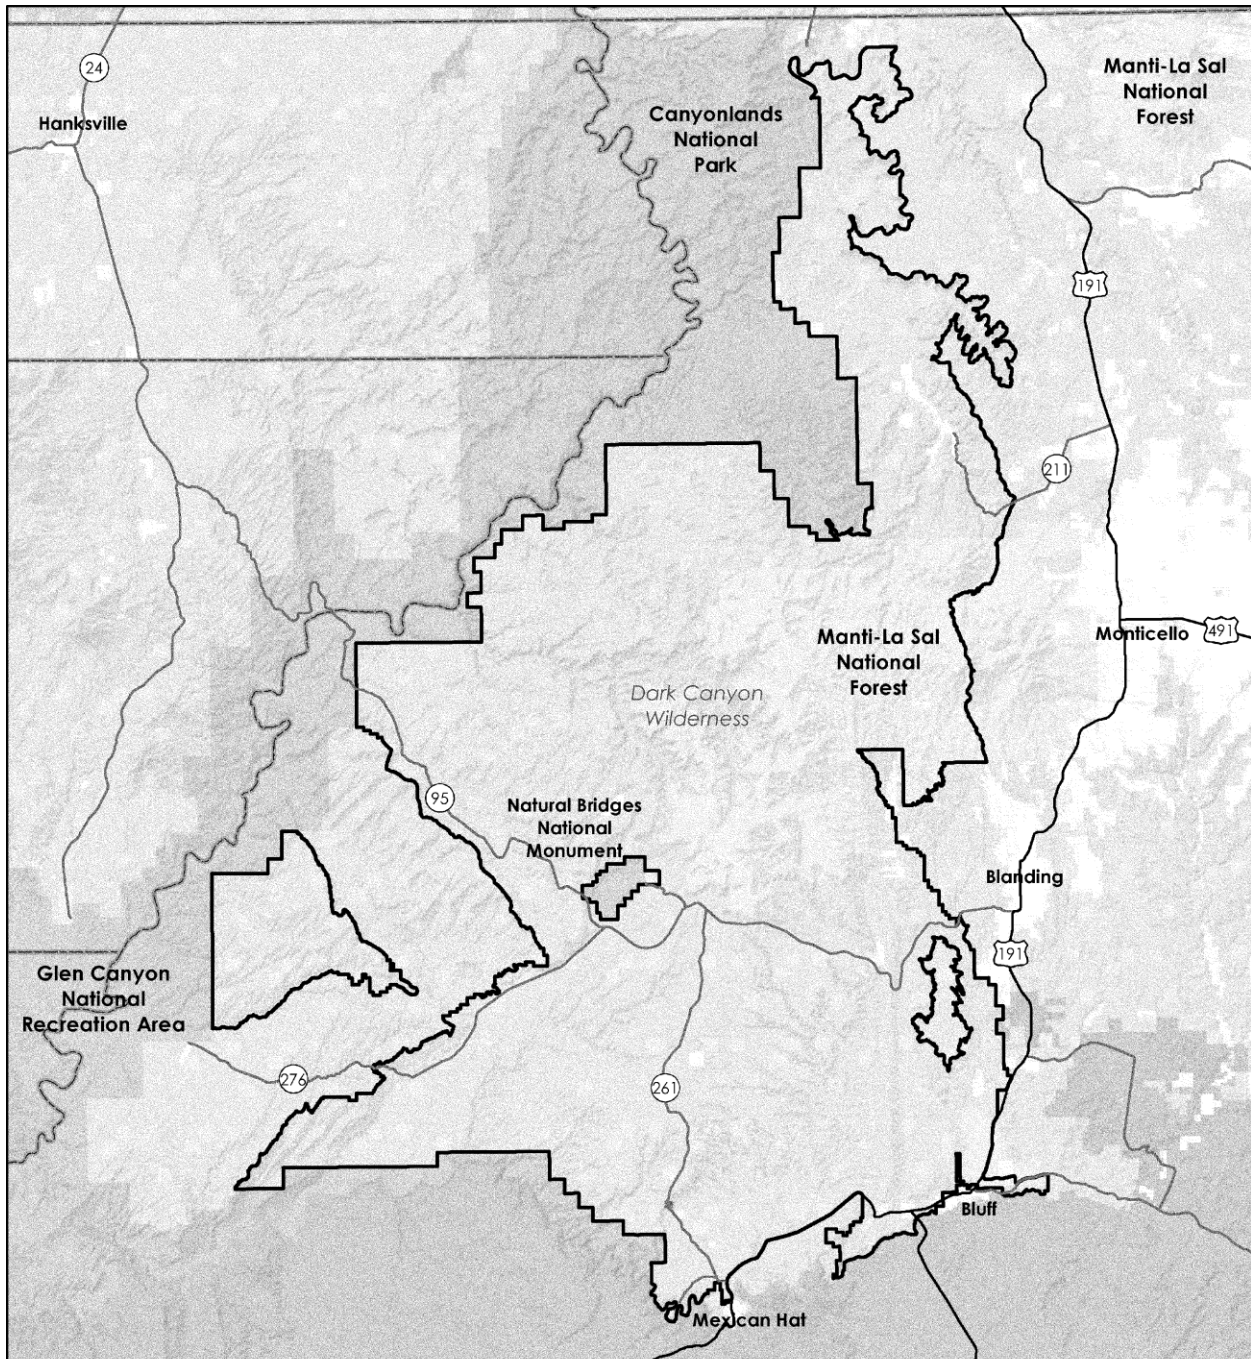 24
Hanksville
Canyonlands
National
Park
Manti-La Sal
National
Forest
191
211
Monticello
491
Manti-La Sal
National
Forest
Dark Canyon
Wilderness
95
Natural Bridges
National
Monument
Blanding
191
Glen Canyon
National
Recreation Area
276
261
Bluff
Mexican Hat